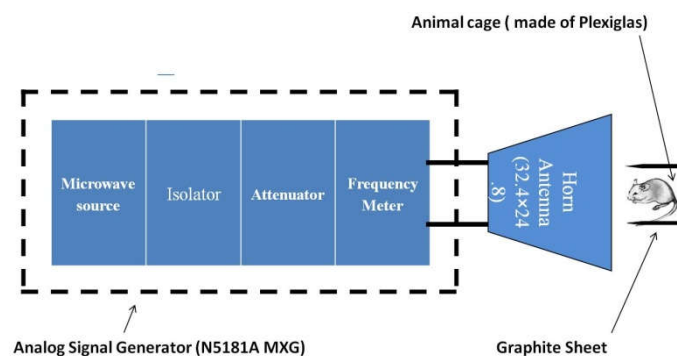 Animal cage ( made of Plexiglas)
Microwave
source
Isolator
Attenuator
Frequency
Meter
Horn
Antenna
(32.4×24
.8)
Analog Signal Generator (N5181A MXG)
Graphite Sheet